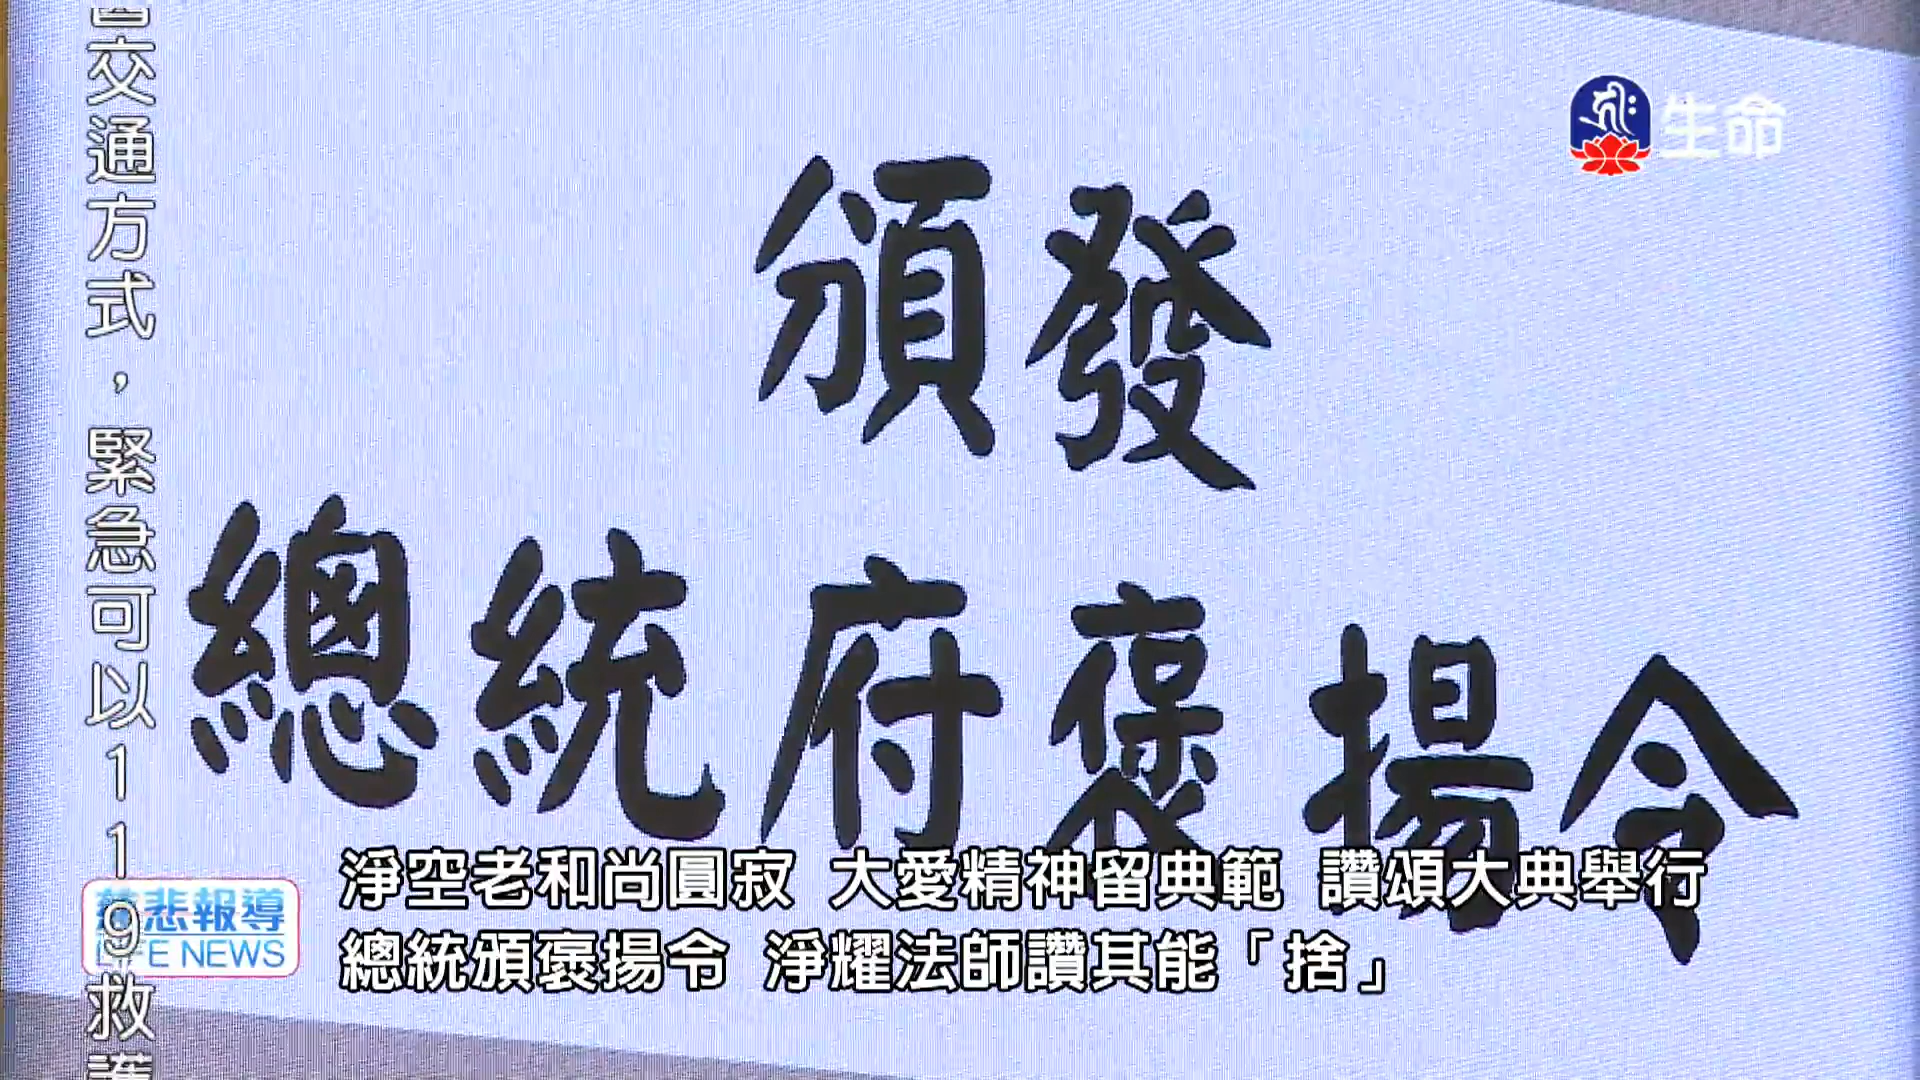 交通方式，緊急可以119救護
生命
頒發
總統府褒揚令
慈悲報導
LIFE NEWS
淨空老和尚圓寂 大愛精神留典範 讚頌大典舉行
總統頒褒揚令 淨耀法師讚其能「捨」